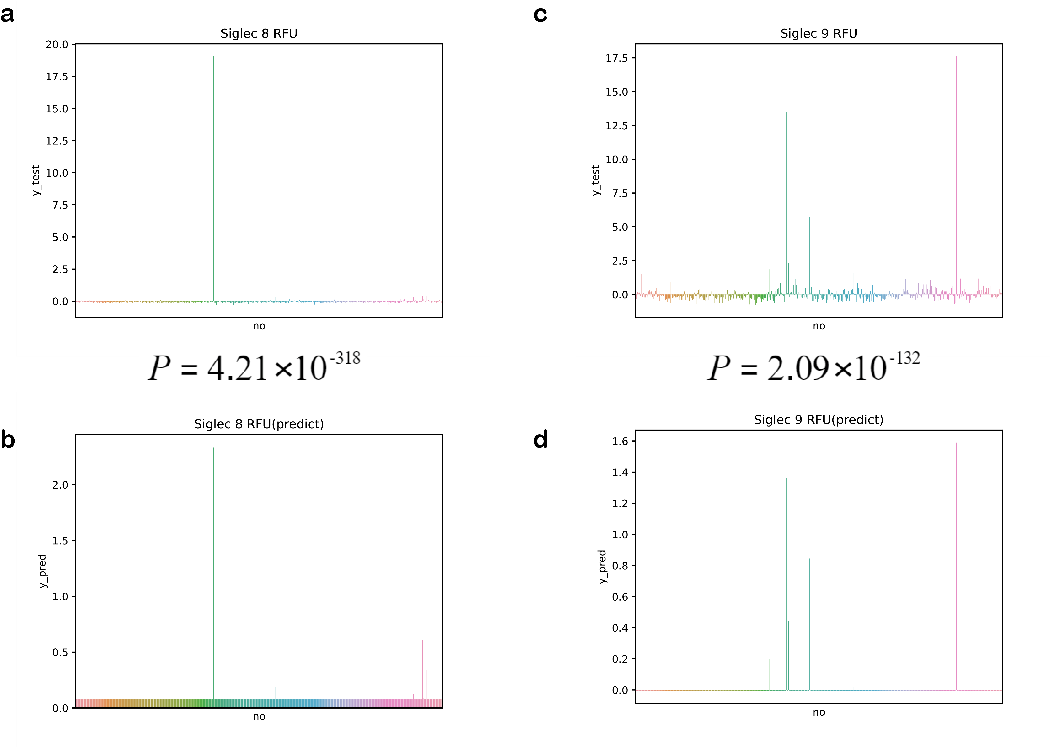 a
Siglec 8 RFU
20.0
17.5
15.0
12.5
10.0
7.5
5.0
2.5
0.0
y_test
no
P = 4.21×10^-318
b
Siglec 8 RFU(predict)
2.0
1.5
1.0
0.5
0.0
y_pred
no
c
Siglec 9 RFU
17.5
15.0
12.5
10.0
7.5
5.0
2.5
0.0
y_test
no
P = 2.09×10^-132
d
Siglec 9 RFU(predict)
1.6
1.4
1.2
1.0
0.8
0.6
0.4
0.2
0.0
y_pred
no